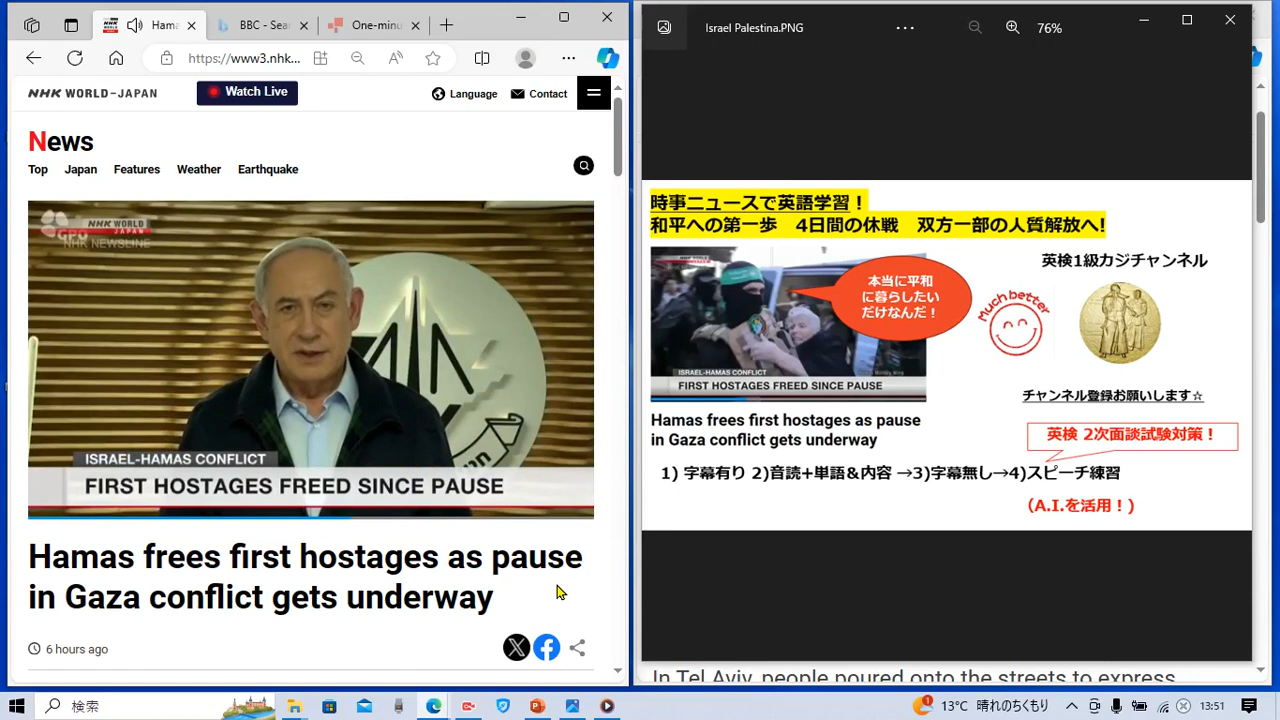 Hama
BBC - Sear
One-minu
https://www3.nhk...
NHK WORLD-JAPAN
Watch Live
Language
Contact
News
Top
Japan
Features
Weather
Earthquake
NHK WORLD
JAPAN
GPO
NHK NEWSLINE
ISRAEL-HAMAS CONFLICT
FIRST HOSTAGES FREED SINCE PAUSE
Hamas frees first hostages as pause
in Gaza conflict gets underway
6 hours ago
Israel Palestina.PNG
76%
時事ニュースで英語学習！
和平への第一歩　4日間の休戦　双方一部の人質解放へ!
本当に平和
に暮らしたい
だけなんだ！
英検1級カジチャンネル
Much better
ISRAEL-HAMAS CONFLICT
FIRST HOSTAGES FREED SINCE PAUSE
チャンネル登録お願いします☆
Hamas frees first hostages as pause
in Gaza conflict gets underway
英検 2次面談試験対策！
1) 字幕有り 2)音読+単語＆内容 →3)字幕無し→4)スピーチ練習
（A.I.を活用！）
In Tel Aviv, people poured onto the streets to express
検索
1
13°C 晴れのちくもり
13:51